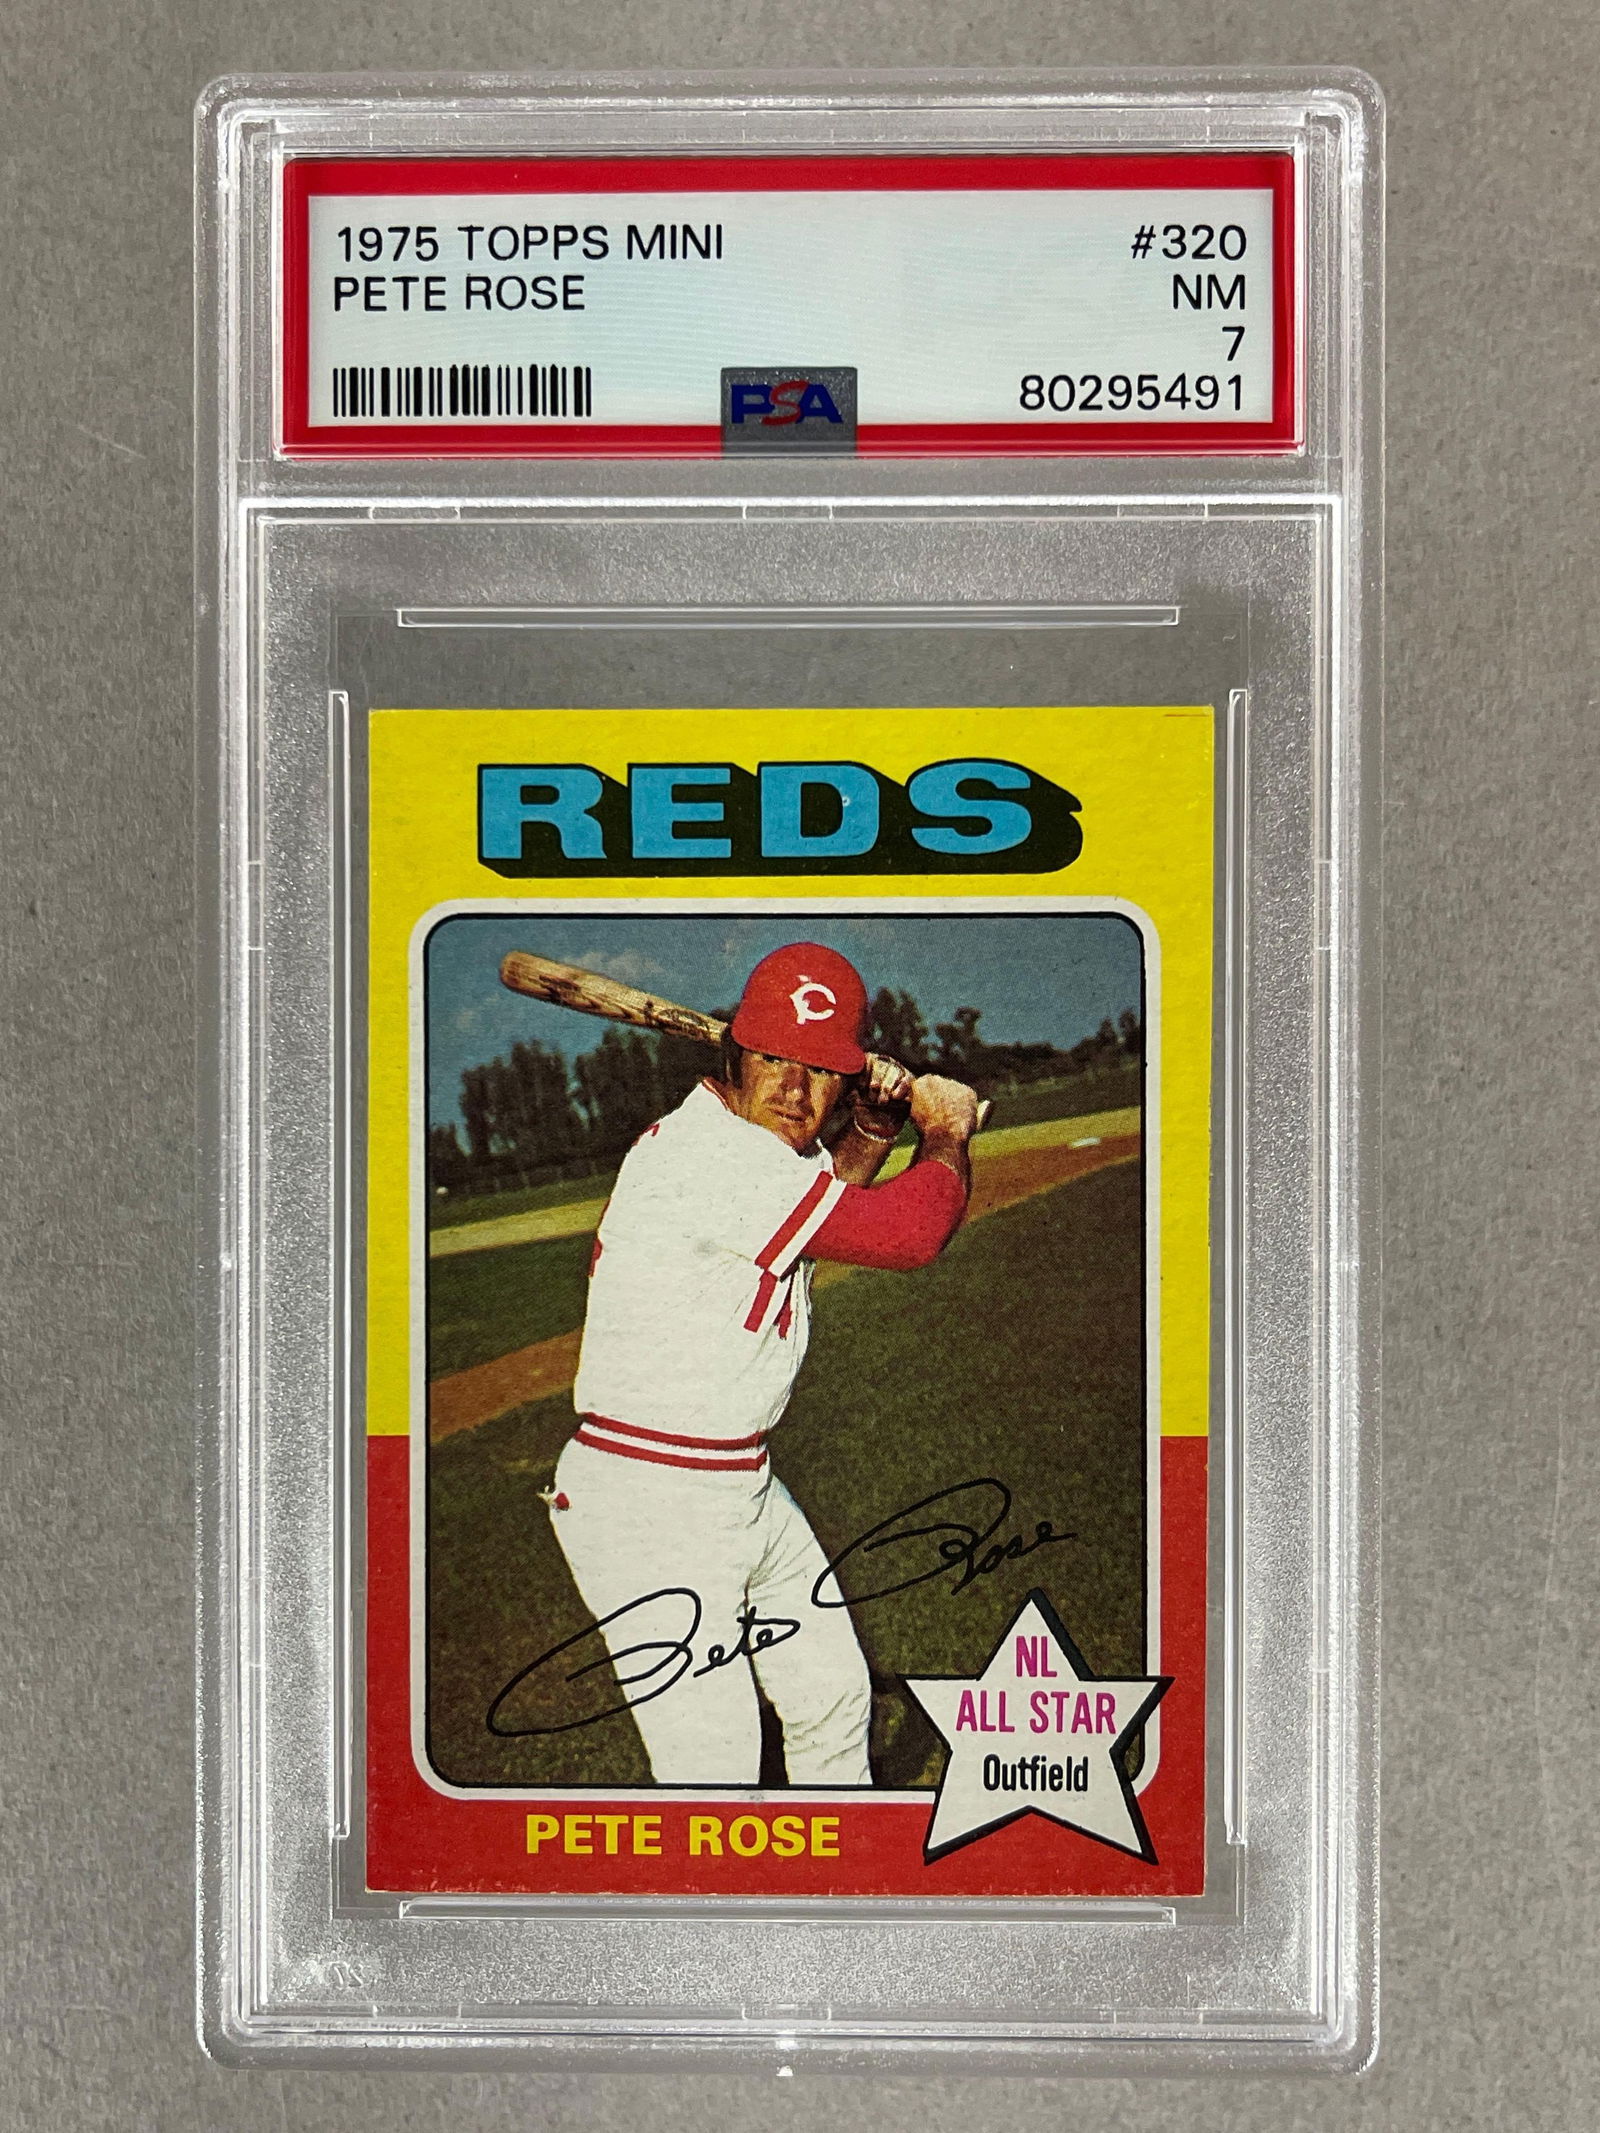 1975 TOPPS MINI #320
PETE ROSE NM
7
PSA 80295491
REDS
C
Pete Rose
NL
ALL STAR
Outfield
PETE ROSE